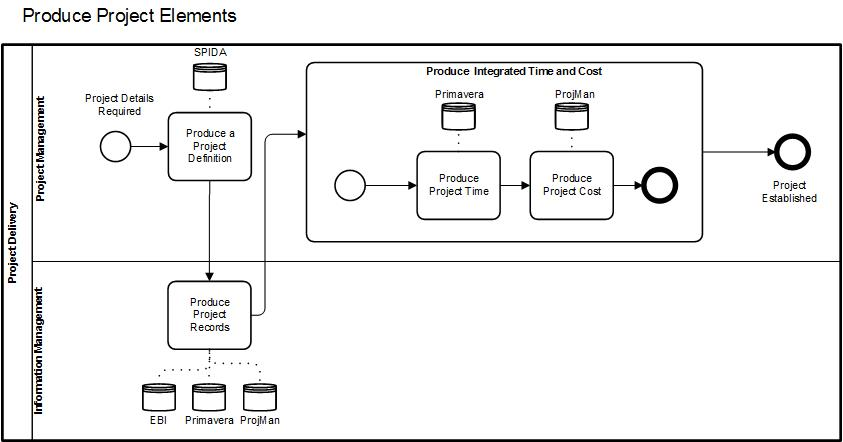 Produce Project Elements
Project Delivery
Project Management
SPIDA
Project Details
Required
Produce a
Project
Definition
Produce Integrated Time and Cost
Primavera
ProjMan
Produce
Project Time
Produce
Project Cost
Project
Established
Information Management
Produce
Project
Records
EBI
Primavera
ProjMan